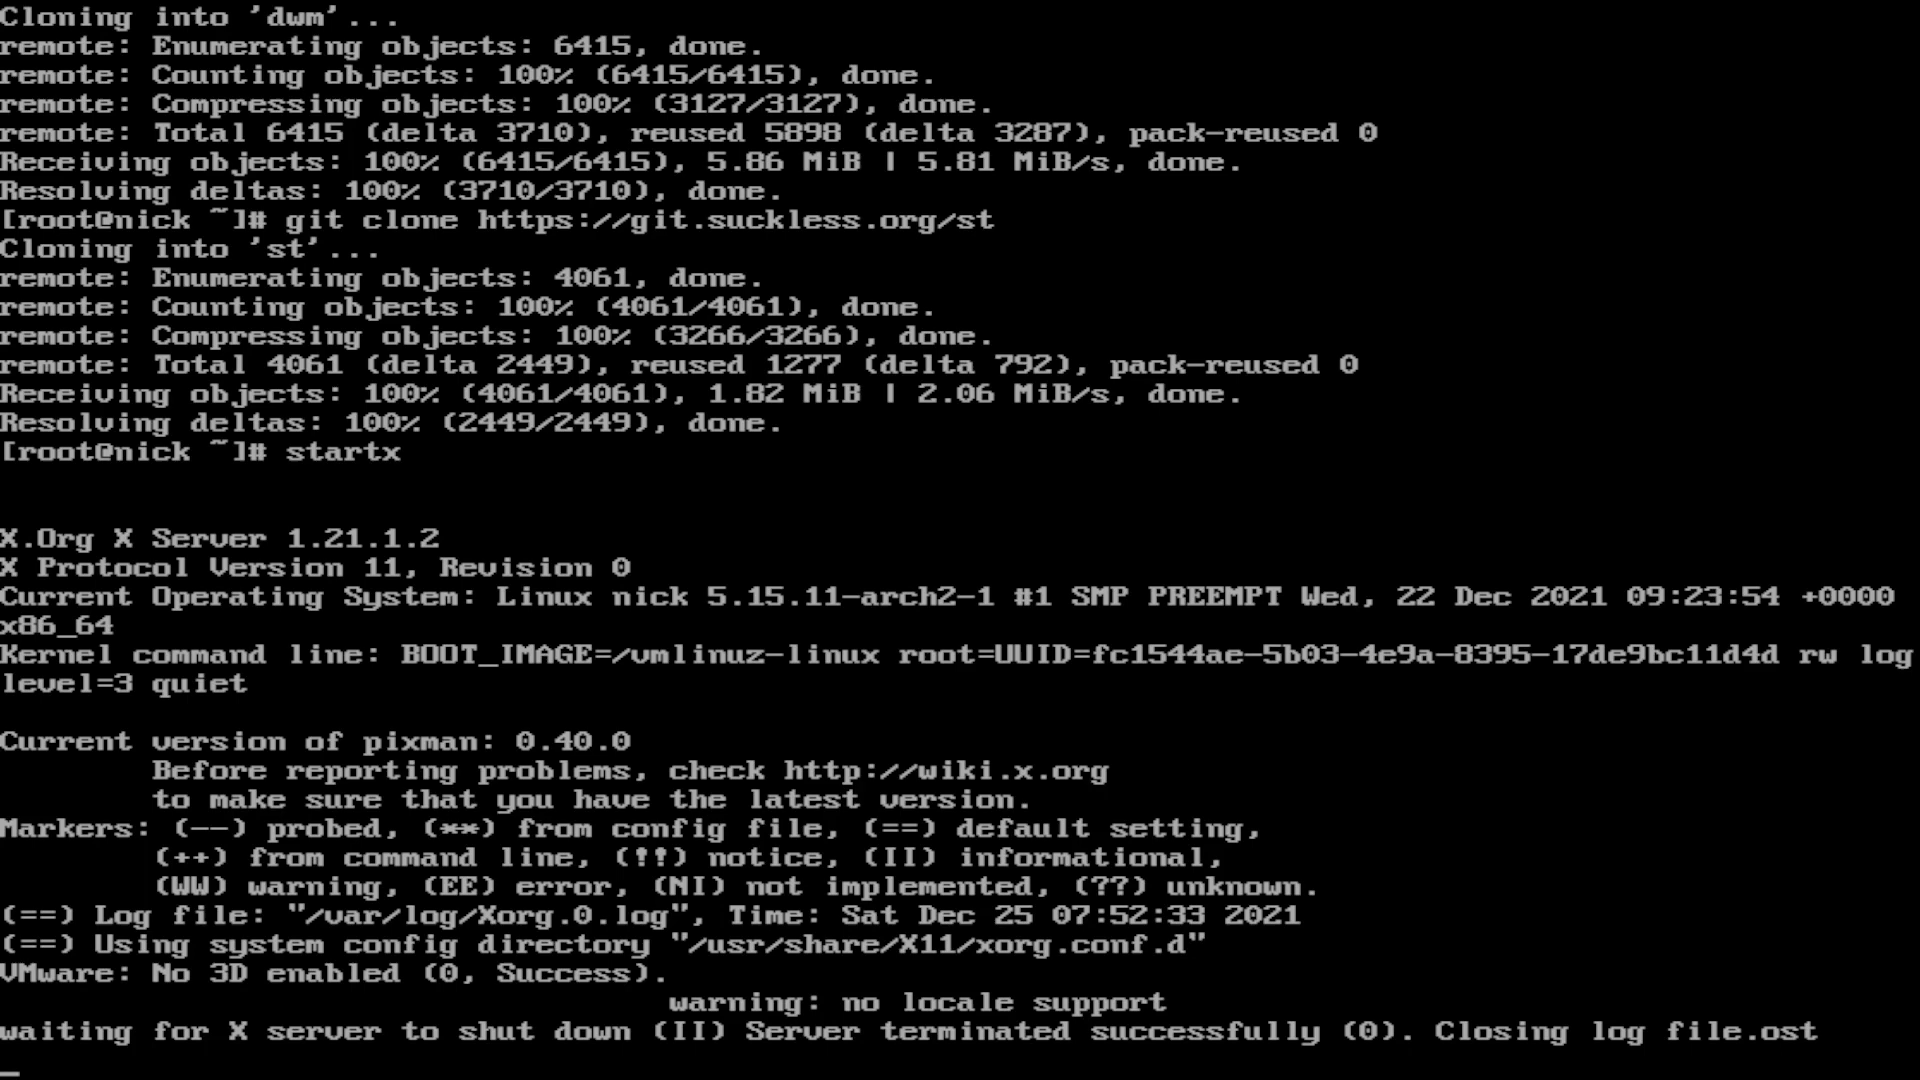 Cloning into 'dwm'...
remote: Enumerating objects: 6415, done.
remote: Counting objects: 100% (6415/6415), done.
remote: Compressing objects: 100% (3127/3127), done.
remote: Total 6415 (delta 3710), reused 5898 (delta 3287), pack-reused 0
Receiving objects: 100% (6415/6415), 5.86 MiB | 5.81 MiB/s, done.
Resolving deltas: 100% (3710/3710), done.
[root@nick ~]# git clone https://git.suckless.org/st
Cloning into 'st'...
remote: Enumerating objects: 4061, done.
remote: Counting objects: 100% (4061/4061), done.
remote: Compressing objects: 100% (3266/3266), done.
remote: Total 4061 (delta 2449), reused 1277 (delta 792), pack-reused 0
Receiving objects: 100% (4061/4061), 1.82 MiB | 2.06 MiB/s, done.
Resolving deltas: 100% (2449/2449), done.
[root@nick ~]# startx
X.Org X Server 1.21.1.2
X Protocol Version 11, Revision 0
Current Operating System: Linux nick 5.15.11-arch2-1 #1 SMP PREEMPT Wed, 22 Dec 2021 09:23:54 +0000
x86_64
Kernel command line: BOOT_IMAGE=/vmlinuz-linux root=UUID=fc1544ae-5b03-4e9a-8395-17de9bc11d4d rw log
level=3 quiet
Current version of pixman: 0.40.0
Before reporting problems, check http://wiki.x.org
to make sure that you have the latest version.
Markers: (--) probed, (**) from config file, (==) default setting,
(++) from command line, (!!) notice, (II) informational,
(WW) warning, (EE) error, (NI) not implemented, (??) unknown.
(==) Log file: "/var/log/Xorg.0.log", Time: Sat Dec 25 07:52:33 2021
(==) Using system config directory "/usr/share/X11/xorg.conf.d"
VMware: No 3D enabled (0, Success).
warning: no locale support
waiting for X server to shut down (II) Server terminated successfully (0). Closing log file.ost
_